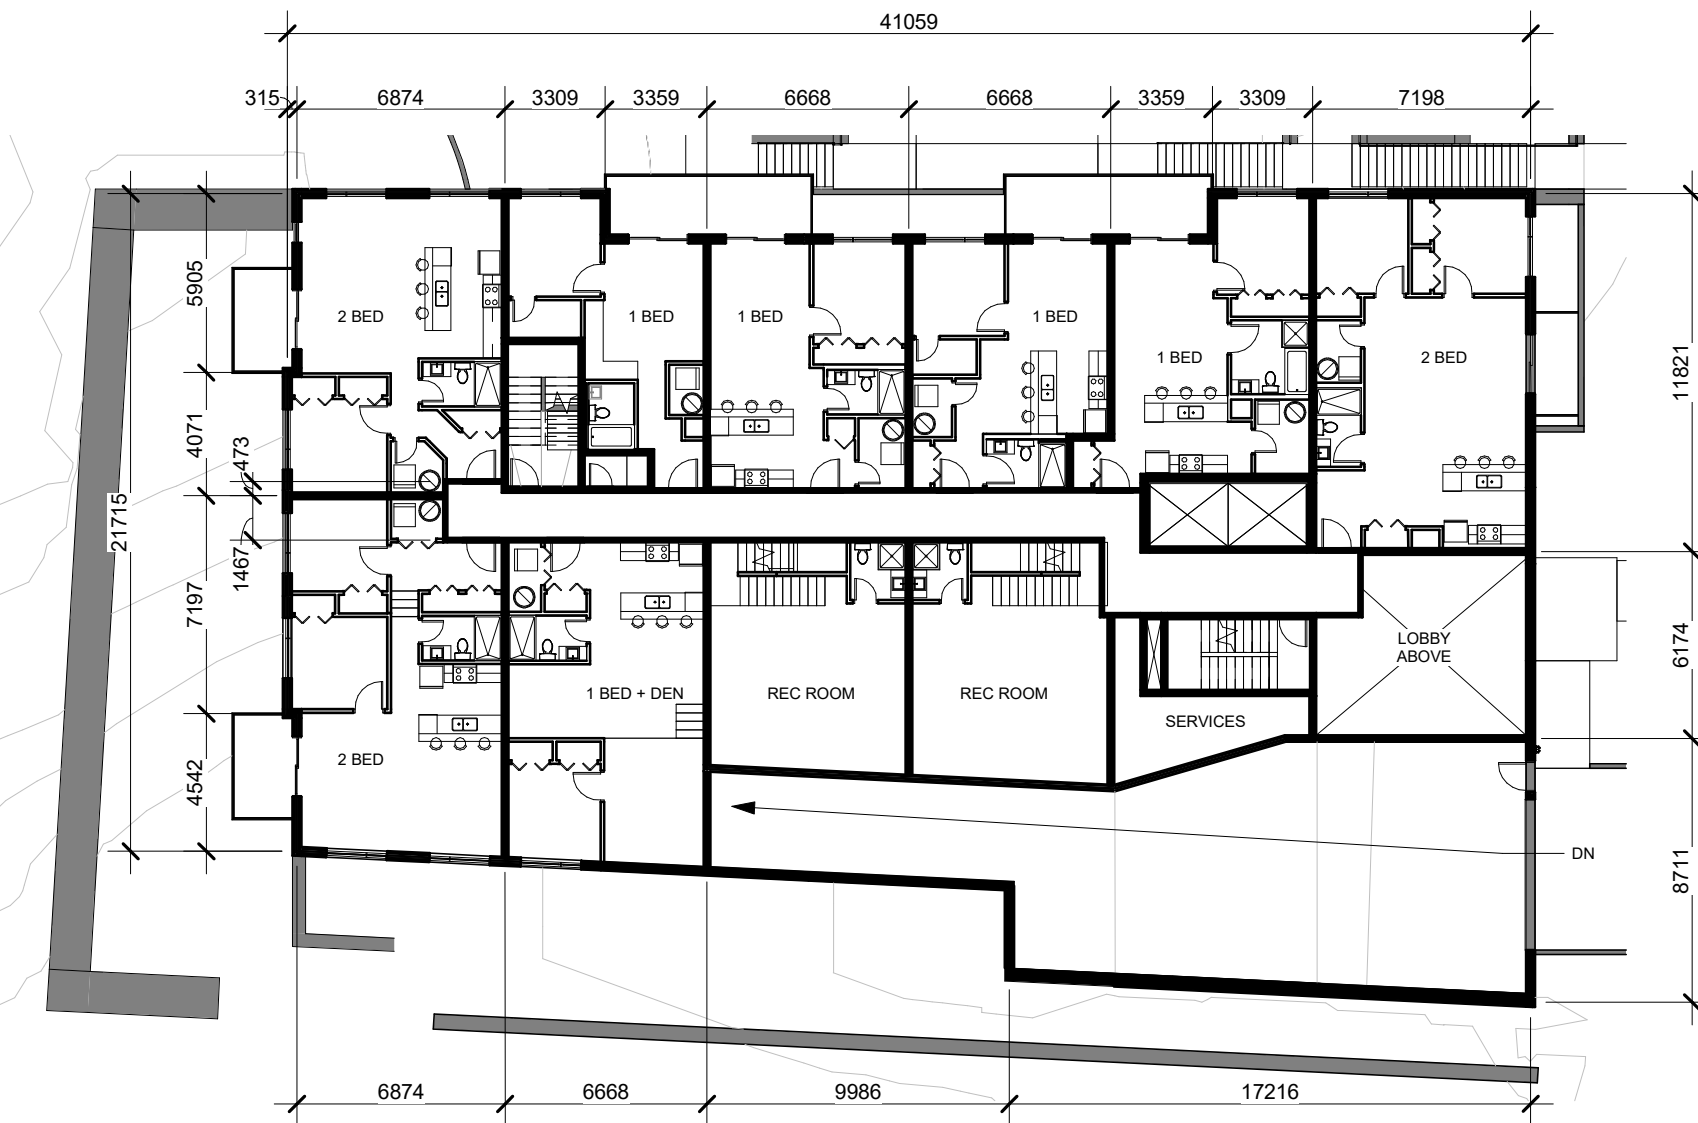 41059
315
6874
3309
3359
6668
6668
3359
3309
7198
5905
4071
473
21715
1467
7197
4542
11821
6174
8711
2 BED
1 BED
1 BED
1 BED
1 BED
2 BED
LOBBY
ABOVE
1 BED + DEN
REC ROOM
REC ROOM
SERVICES
2 BED
DN
6874
6668
9986
17216